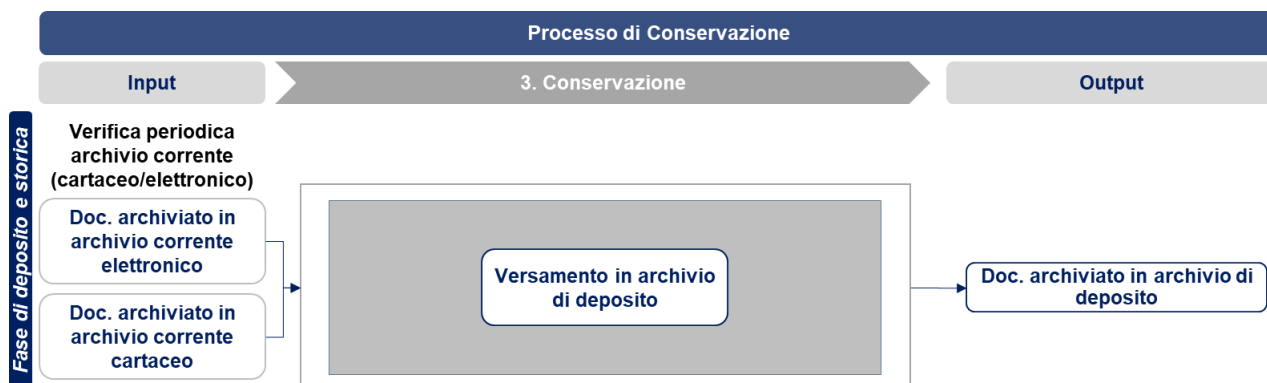 Processo di Conservazione
Input
3. Conservazione
Output
Fase di deposito e storica
Verifica periodica
archivio corrente
(cartaceo/elettronico)
Doc. archiviato in
archivio corrente
elettronico
Doc. archiviato in
archivio corrente
cartaceo
Versamento in archivio
di deposito
Doc. archiviato in archivio di
deposito